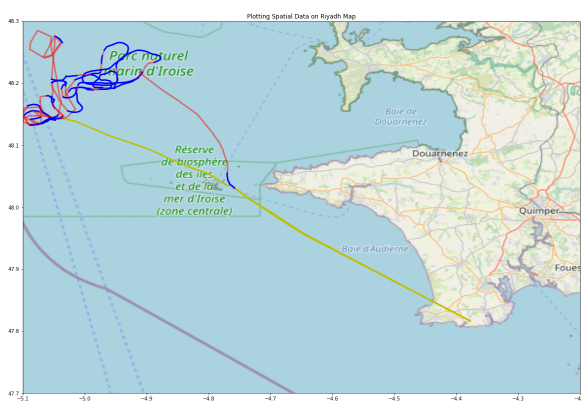 Plotting Spatial Data on Riyadh Map
48.3
48.2
48.1
48.0
47.9
47.8
47.7
Parc naturel
marin d'Iroise
Baie de
Douarnenez
Douarnenez
Réserve
de biosphère
des îles
et de la
mer d'Iroise
(zone centrale)
Quimper
Baie d'Audierne
Foues
−5.1
−5.0
−4.9
−4.8
−4.7
−4.6
−4.5
−4.4
−4.3
−4.2